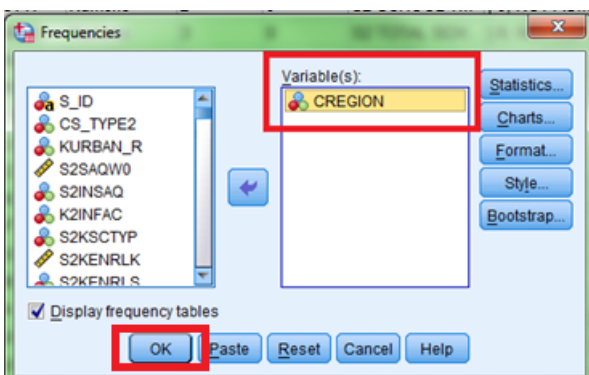 Frequencies
Variable(s):
S_ID
CS_TYPE2
KURBAN_R
S2SAQW0
S2INSAQ
K2INFAC
S2KSCTYP
S2KENRLK
S2KENRLS
CREGION
Statistics...
Charts...
Format...
Style...
Bootstrap...
Display frequency tables
OK
Paste
Reset
Cancel
Help